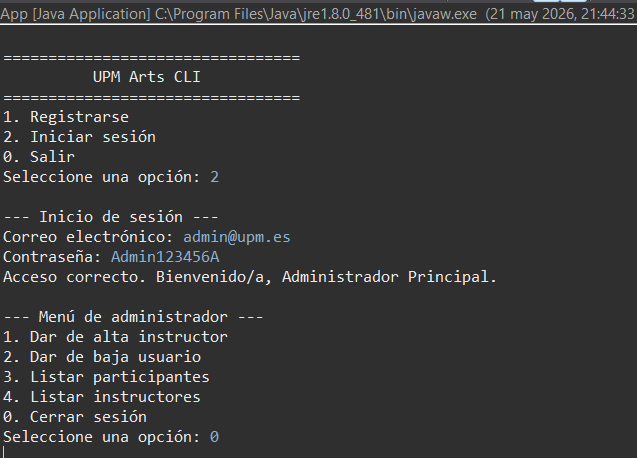 App [Java Application] C:\Program Files\Java\jre1.8.0_481\bin\javaw.exe (21 may 2026, 21:44:33
=================================
UPM Arts CLI
=================================
1. Registrarse
2. Iniciar sesión
0. Salir
Seleccione una opción: 2
--- Inicio de sesión ---
Correo electrónico: admin@upm.es
Contraseña: Admin123456A
Acceso correcto. Bienvenido/a, Administrador Principal.
--- Menú de administrador ---
1. Dar de alta instructor
2. Dar de baja usuario
3. Listar participantes
4. Listar instructores
0. Cerrar sesión
Seleccione una opción: 0